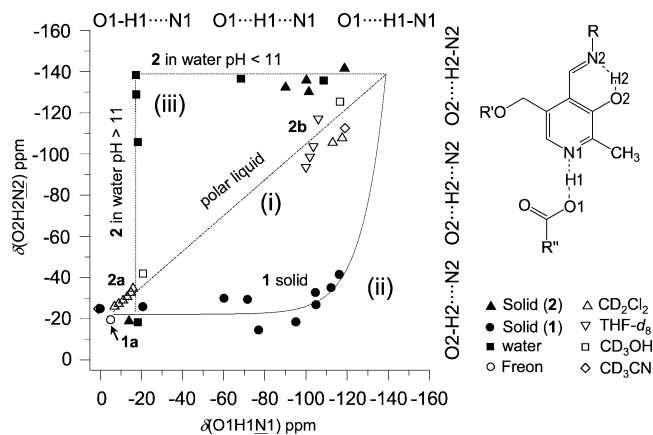 O1-H1····N1 O1···H1···N1 O1····H1-N1
-160
-140
-120
-100
-80
-60
-40
-20
0
20
δ(O2H2N2) ppm
0 -20 -40 -60 -80 -100 -120 -140 -160
δ(O1H1N1) ppm
2 in water pH < 11
2 in water pH > 11
(iii)
2b
polar liquid
(i)
2a
1 solid
(ii)
1a
O2····H2-N2
O2···H2···N2
O2-H2····N2
R
N2
H2
O2
R'O
N1
CH3
H1
O
O1
R''
Solid (2)
Solid (1)
water
Freon
CD2Cl2
THF-d8
CD3OH
CD3CN